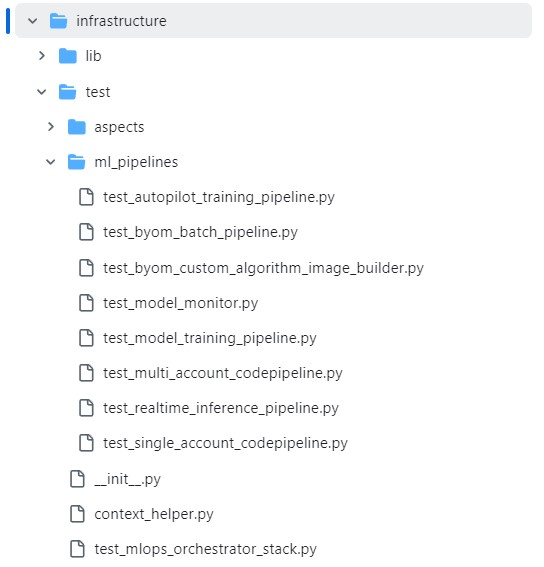 infrastructure
lib
test
aspects
ml_pipelines
test_autopilot_training_pipeline.py
test_byom_batch_pipeline.py
test_byom_custom_algorithm_image_builder.py
test_model_monitor.py
test_model_training_pipeline.py
test_multi_account_codepipeline.py
test_realtime_inference_pipeline.py
test_single_account_codepipeline.py
__init__.py
context_helper.py
test_mlops_orchestrator_stack.py